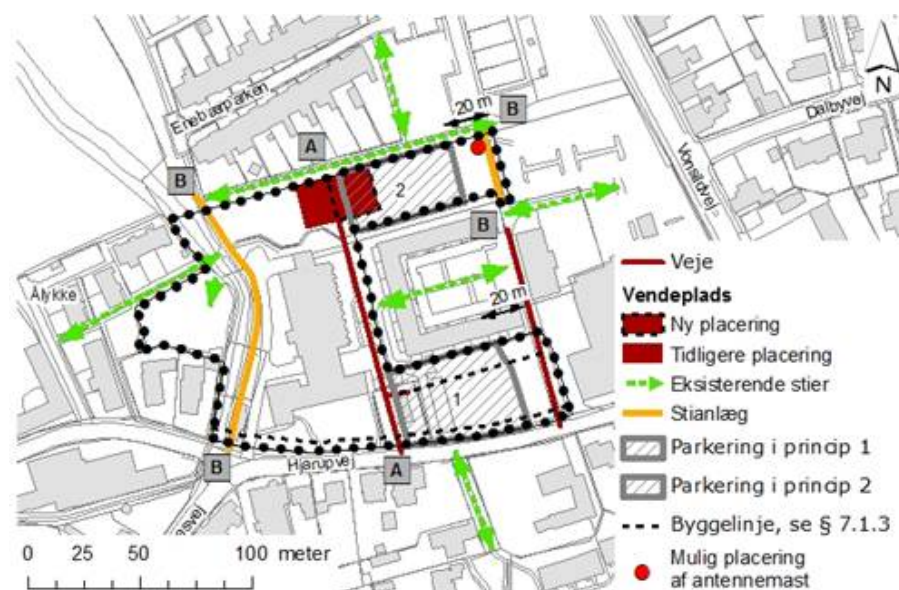 Enebærparken
20 m
B
A
B
2
B
Dalbyvej
Vonsildvej
N
Ålykke
20 m
1
B
Hjarupvej
A
Veje
Vendeplads
Ny placering
Tidligere placering
Eksisterende stier
Stianlæg
Parkering i princip 1
Parkering i princip 2
Byggelinje, se § 7.1.3
Mulig placering
af antennemast
0 25 50 100 meter